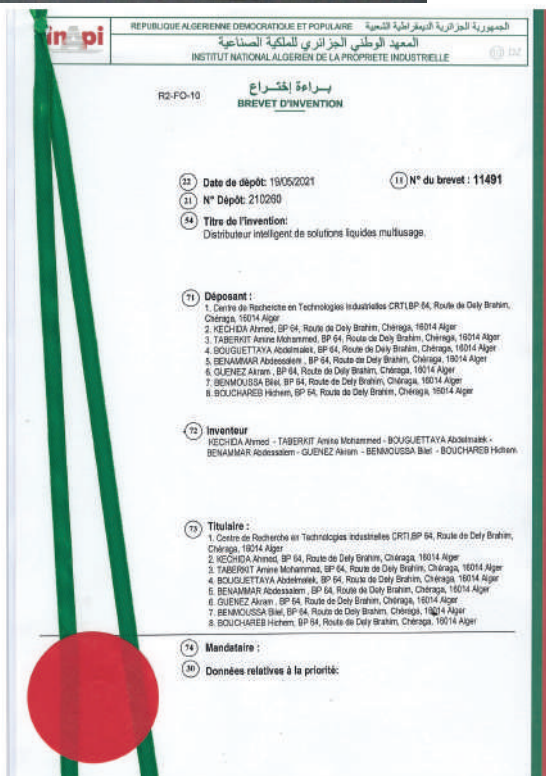 inapi
REPUBLIQUE ALGERIENNE DEMOCRATIQUE ET POPULAIRE الجمهورية الجزائرية الديمقراطية الشعبية
المعهد الوطني الجزائري للملكية الصناعية
INSTITUT NATIONAL ALGERIEN DE LA PROPRIETE INDUSTRIELLE
DZ
R2-FO-10
بــراءة إختــراع
BREVET D'INVENTION
22 Date de dépôt: 19/05/2021
11 N° du brevet : 11491
21 N° Dépôt: 210260
54 Titre de l'invention:
Distributeur intelligent de solutions liquides multiusage.
71 Déposant :
1. Centre de Recherche en Technologies Industrielles CRTI,BP 64, Route de Dely Brahim,
Chéraga, 16014 Alger
2. KECHIDA Ahmed, BP 64, Route de Dely Brahim, Chéraga, 16014 Alger
3. TABERKIT Amine Mohammed, BP 64, Route de Dely Brahim, Chéraga, 16014 Alger
4. BOUGUETTAYA Abdelmalek, BP 64, Route de Dely Brahim, Chéraga, 16014 Alger
5. BENAMMAR Abdessalem , BP 64, Route de Dely Brahim, Chéraga, 16014 Alger
6. GUENEZ Akram , BP 64, Route de Dely Brahim, Chéraga, 16014 Alger
7. BENMOUSSA Bilel, BP 64, Route de Dely Brahim, Chéraga, 16014 Alger
8. BOUCHAREB Hichem, BP 64, Route de Dely Brahim, Chéraga, 16014 Alger
72 Inventeur
KECHIDA Ahmed - TABERKIT Amine Mohammed - BOUGUETTAYA Abdelmalek -
BENAMMAR Abdessalem - GUENEZ Akram - BENMOUSSA Bilel - BOUCHAREB Hichem.
73 Titulaire :
1. Centre de Recherche en Technologies Industrielles CRTI,BP 64, Route de Dely Brahim,
Chéraga, 16014 Alger
2. KECHIDA Ahmed, BP 64, Route de Dely Brahim, Chéraga, 16014 Alger
3. TABERKIT Amine Mohammed, BP 64, Route de Dely Brahim, Chéraga, 16014 Alger
4. BOUGUETTAYA Abdelmalek, BP 64, Route de Dely Brahim, Chéraga, 16014 Alger
5. BENAMMAR Abdessalem , BP 64, Route de Dely Brahim, Chéraga, 16014 Alger
6. GUENEZ Akram , BP 64, Route de Dely Brahim, Chéraga, 16014 Alger
7. BENMOUSSA Bilel, BP 64, Route de Dely Brahim, Chéraga, 16014 Alger
8. BOUCHAREB Hichem, BP 64, Route de Dely Brahim, Chéraga, 16014 Alger
74 Mandataire :
30 Données relatives à la priorité: